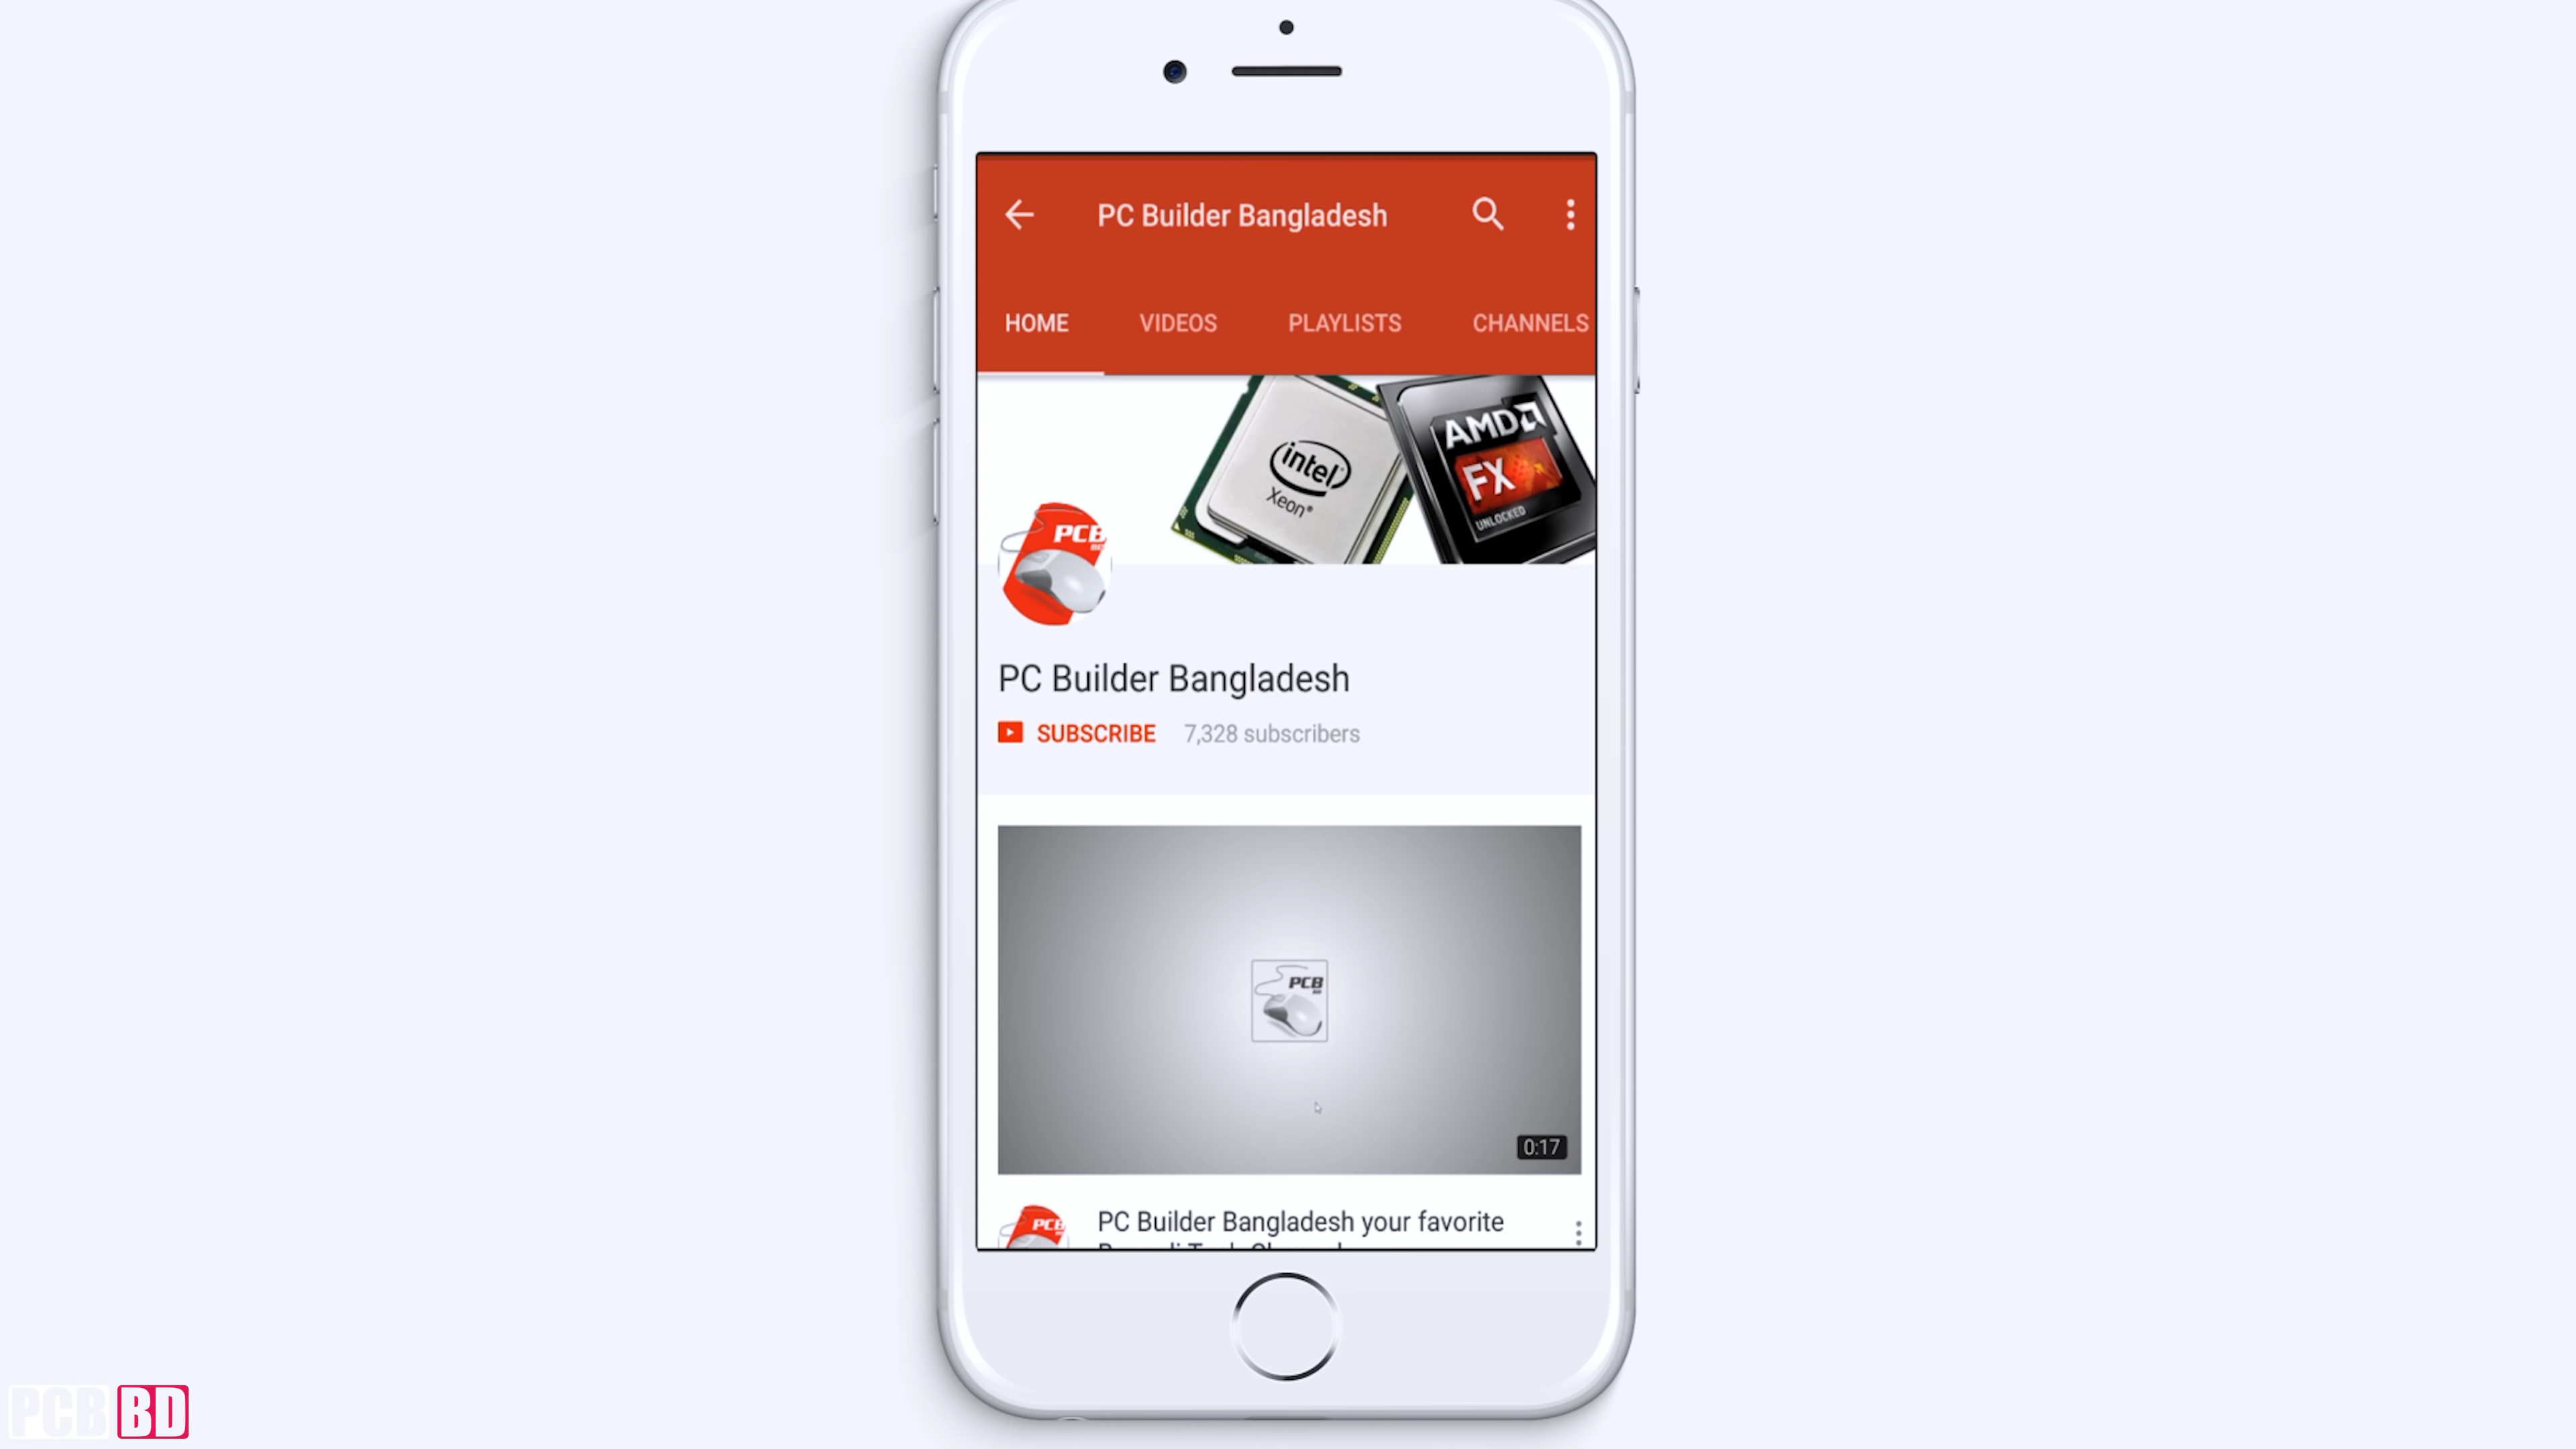 PC Builder Bangladesh
HOME VIDEOS PLAYLISTS CHANNELS
intel
Xeon®
AMD
FX
UNLOCKED
PCB
PC Builder Bangladesh
SUBSCRIBE 7,328 subscribers
PCB
0:17
PCB
PC Builder Bangladesh your favorite
PCB BD